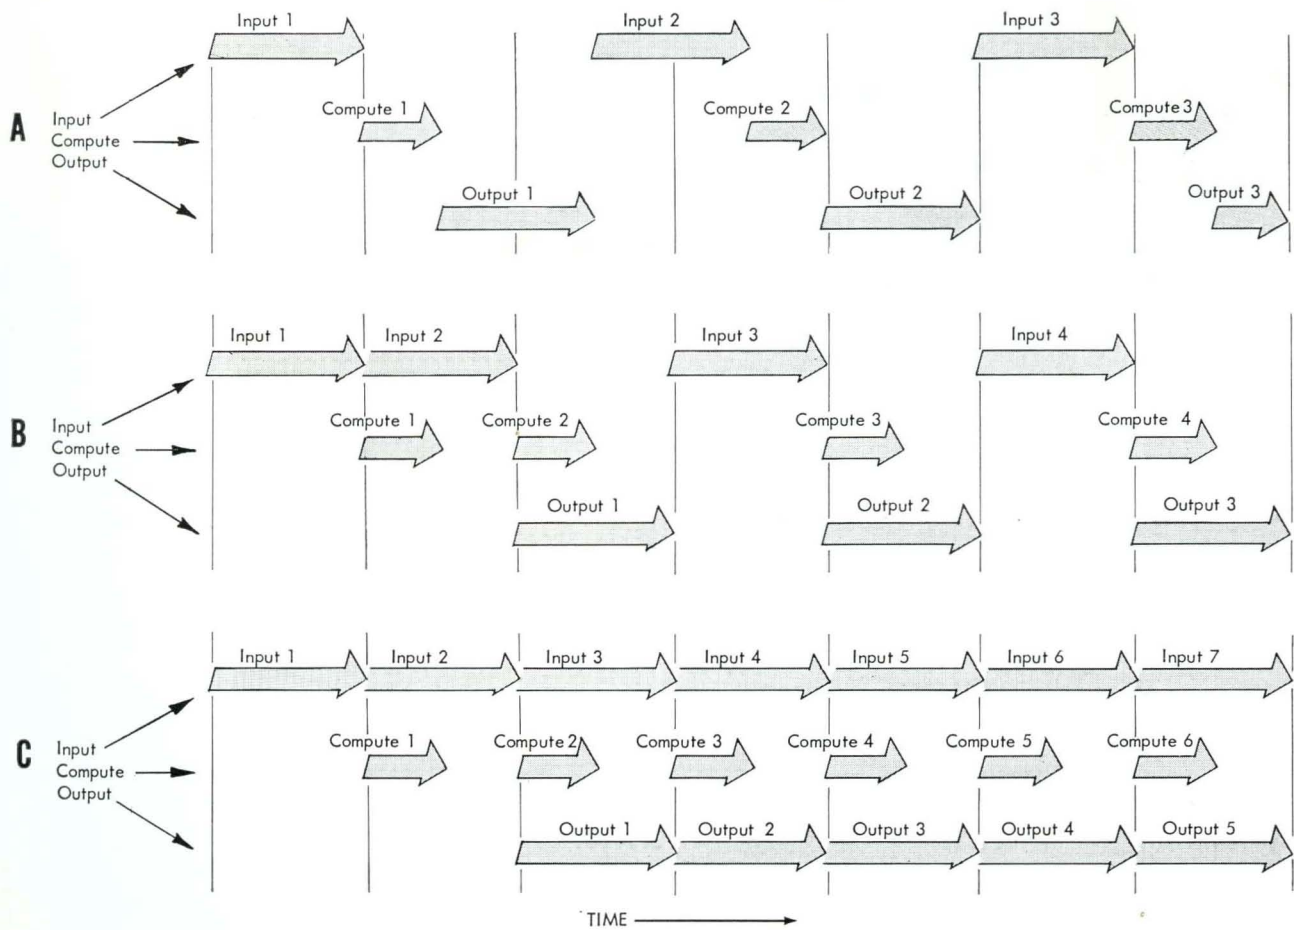 Input 1
Input 2
Input 3
Compute 1
Compute 2
Compute3
A
Input
Compute
Output
Output 1
Output 2
Output 3
Input 1
Input 2
Input 3
Input 4
Compute 1
Compute 2
Compute 3
Compute 4
B
Input
Compute
Output
Output 1
Output 2
Output 3
Input 1
Input 2
Input 3
Input 4
Input 5
Input 6
Input 7
Compute 1
Compute2
Compute 3
Compute 4
Compute 5
Compute 6
C
Input
Compute
Output
Output 1
Output 2
Output 3
Output 4
Output 5
TIME